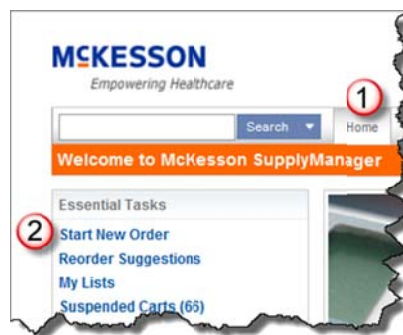 MCKESSON
Empowering Healthcare
1
Search Home
Welcome to McKesson SupplyManager
Essential Tasks
2 Start New Order
Reorder Suggestions
My Lists
Suspended Carts (66)